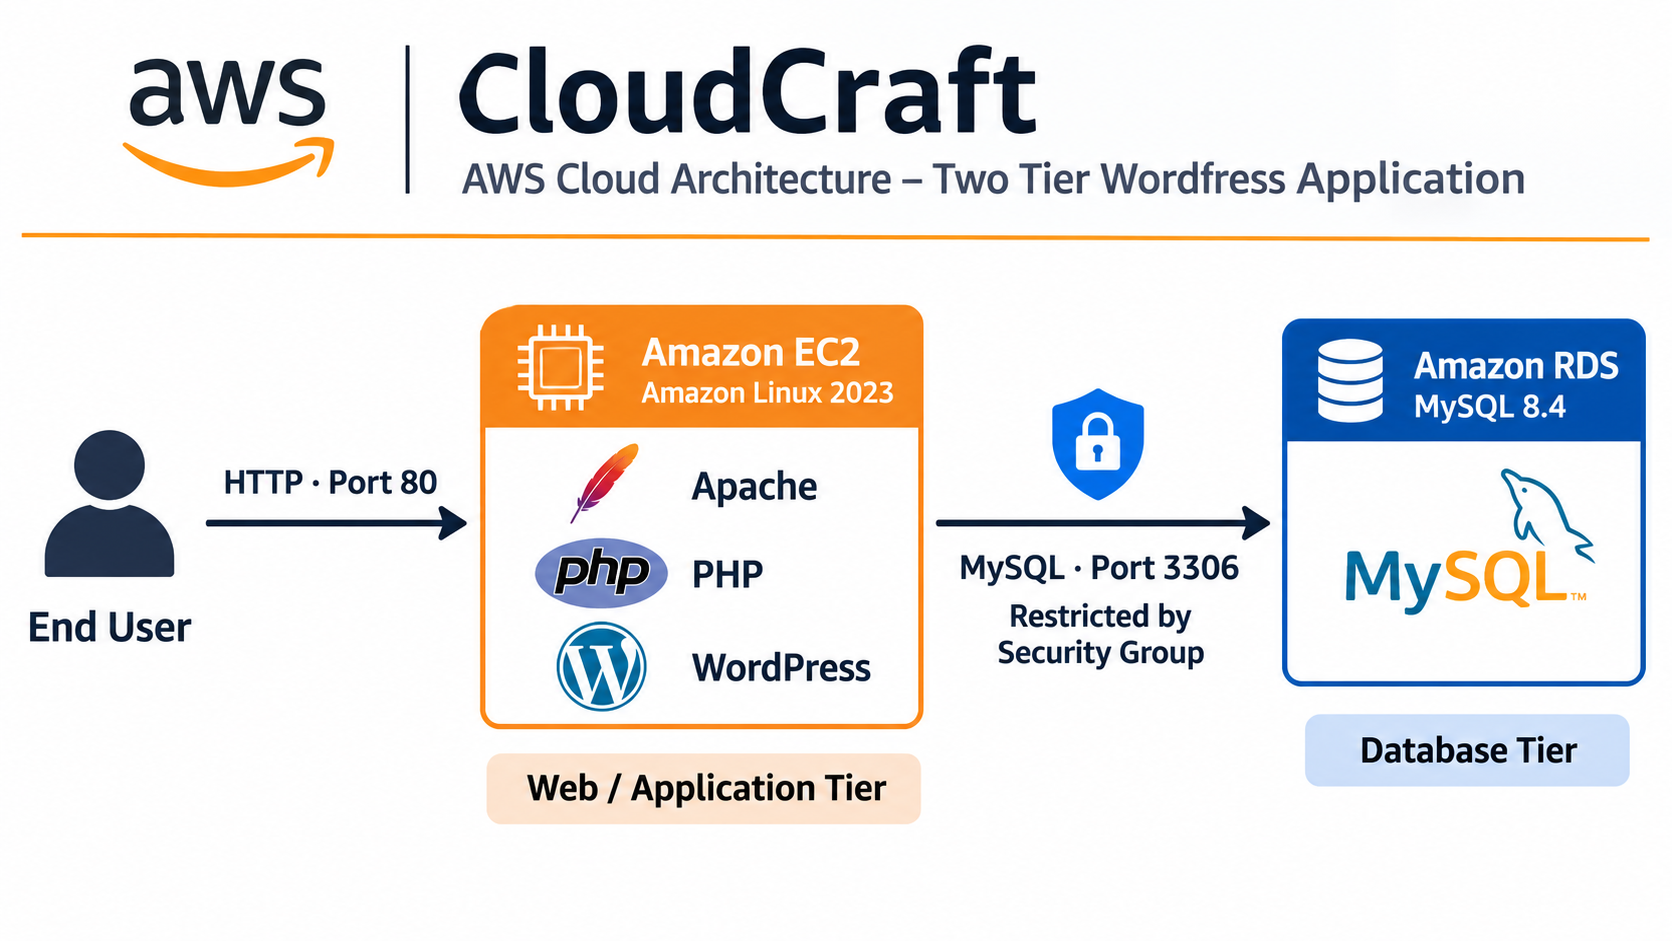 aws
CloudCraft
AWS Cloud Architecture – Two Tier Wordfress Application
End User
HTTP · Port 80
Amazon EC2
Amazon Linux 2023
Apache
php
PHP
WordPress
Web / Application Tier
MySQL · Port 3306
Restricted by
Security Group
Amazon RDS
MySQL 8.4
MySQL™
Database Tier